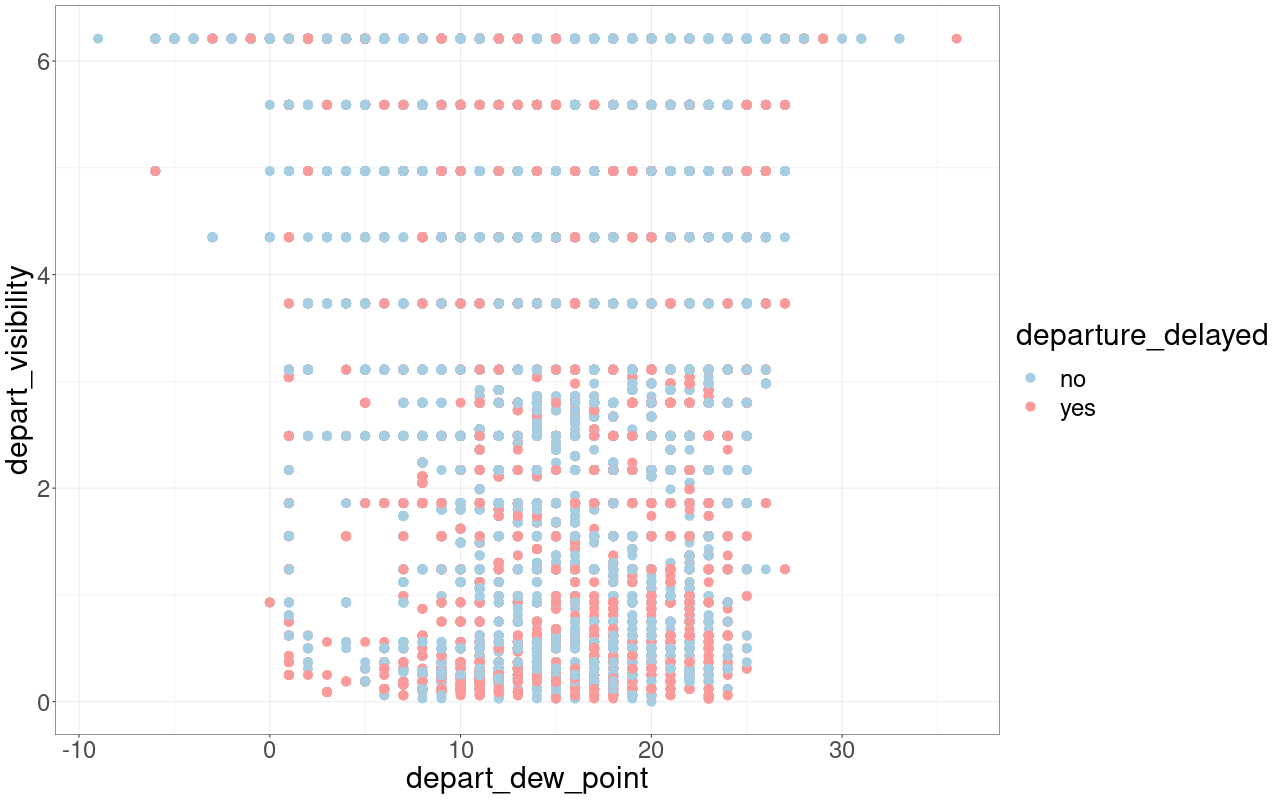 6
4
2
0
depart_visibility
-10 0 10 20 30
depart_dew_point
departure_delayed
no
yes